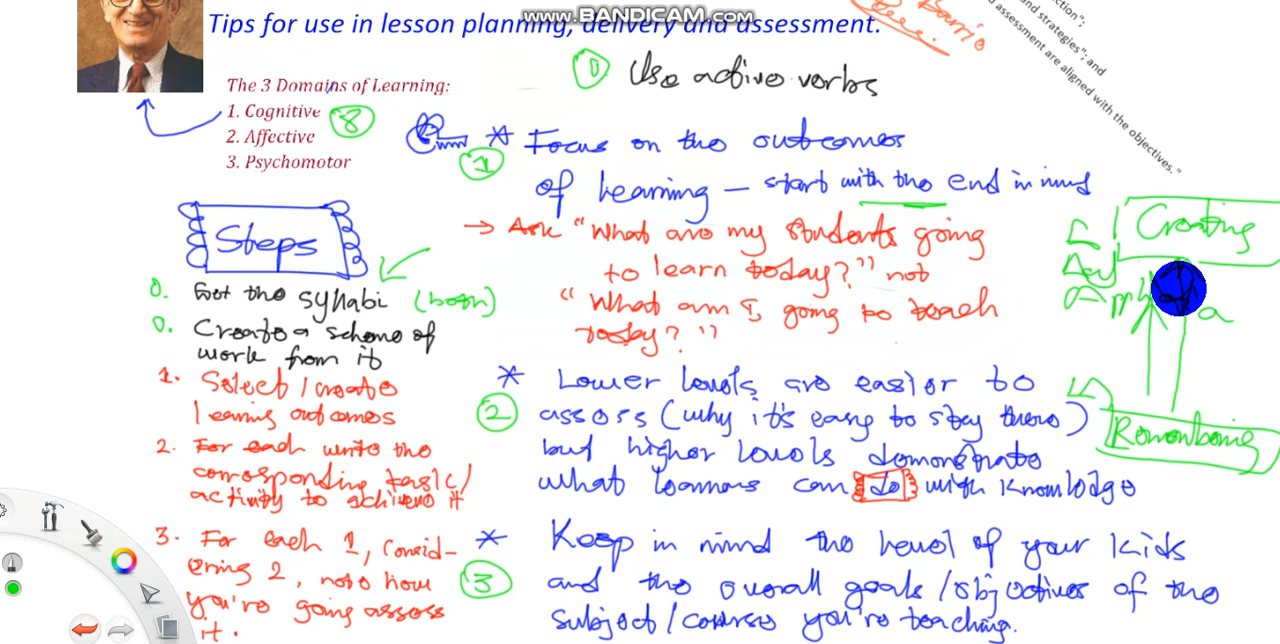 www.BANDICAM.com
Tips for use in lesson planning, delivery and assessment.
Barrio
ction";
and strategies"; and
d assessment are aligned with the objectives."
0 Use active verbs
The 3 Domains of Learning:
1. Cognitive
2. Affective
3. Psychomotor
8
1 * Focus on the outcomes
of learning – start with the end in mind
→ Ask "What are my students going
to learn today?" not
"What am I going to teach
today?"
Steps
0. Get the syllabi (both)
0. Create a scheme of
work from it
1. Select/create
learning outcomes
2. For each write the
corresponding task/
activity to achieve it
3. For each 1, consid-
ering 2, note how
you're going assess
it.
* Lower levels are easier to
2 assess (why it's easy to stay there)
but higher levels demonstrate
what learners can do with knowledge
* Keep in mind the level of your kids
3 and the overall goals/objectives of the
subject/course you're teaching.
Creating
Remembering